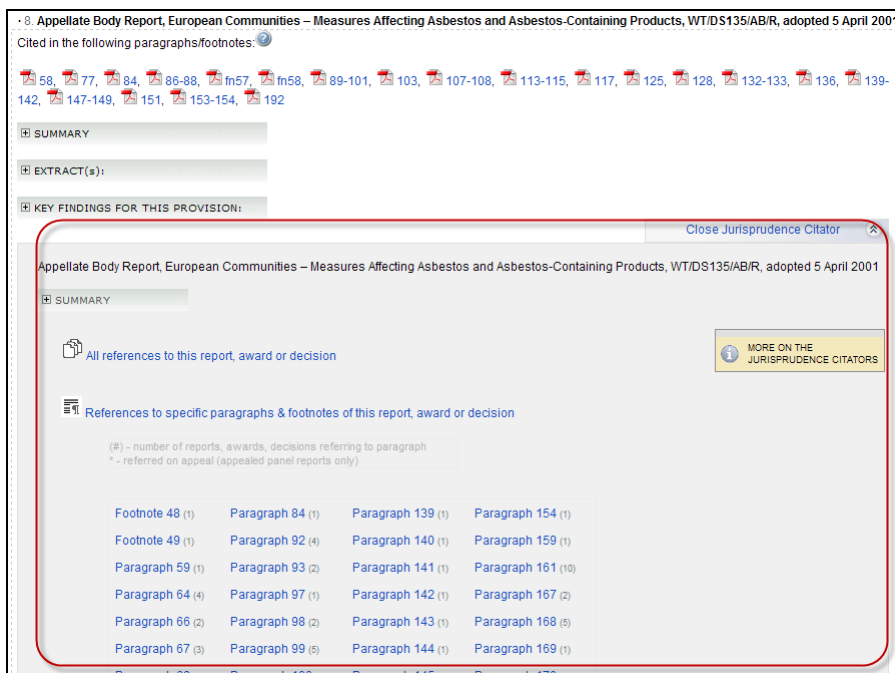 · 8. Appellate Body Report, European Communities – Measures Affecting Asbestos and Asbestos-Containing Products, WT/DS135/AB/R, adopted 5 April 2001
Cited in the following paragraphs/footnotes:
58, 77, 84, 86-88, fn57, fn58, 89-101, 103, 107-108, 113-115, 117, 125, 128, 132-133, 136, 139-
142, 147-149, 151, 153-154, 192
SUMMARY
EXTRACT(s):
KEY FINDINGS FOR THIS PROVISION:
Close Jurisprudence Citator
Appellate Body Report, European Communities – Measures Affecting Asbestos and Asbestos-Containing Products, WT/DS135/AB/R, adopted 5 April 2001
SUMMARY
All references to this report, award or decision
MORE ON THE
JURISPRUDENCE CITATORS
References to specific paragraphs & footnotes of this report, award or decision
(#) - number of reports, awards, decisions referring to paragraph
* - referred on appeal (appealed panel reports only)
Footnote 48 (1) Paragraph 84 (1) Paragraph 139 (1) Paragraph 154 (1)
Footnote 49 (1) Paragraph 92 (4) Paragraph 140 (1) Paragraph 159 (1)
Paragraph 59 (1) Paragraph 93 (2) Paragraph 141 (1) Paragraph 161 (10)
Paragraph 64 (4) Paragraph 97 (1) Paragraph 142 (1) Paragraph 167 (2)
Paragraph 66 (2) Paragraph 98 (2) Paragraph 143 (1) Paragraph 168 (5)
Paragraph 67 (3) Paragraph 99 (5) Paragraph 144 (1) Paragraph 169 (1)